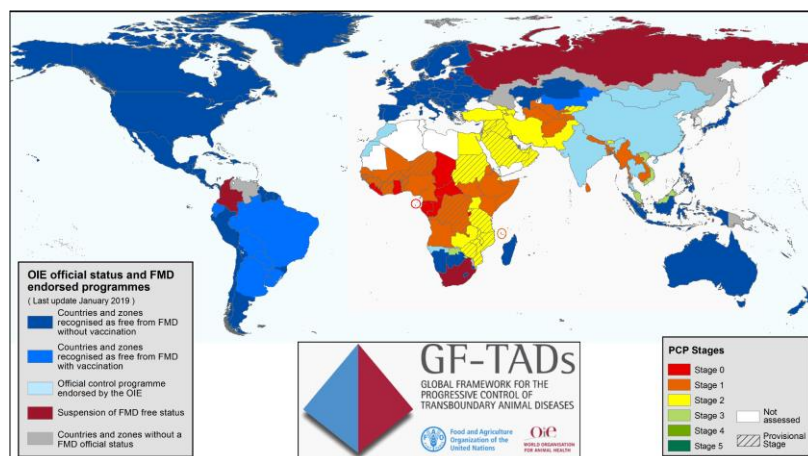 OIE official status and FMD
endorsed programmes
( Last update January 2019 )
Countries and zones
recognised as free from FMD
without vaccination
Countries and zones
recognised as free from FMD
with vaccination
Official control programme
endorsed by the OIE
Suspension of FMD free status
Countries and zones without a
FMD official status
GF-TADs
GLOBAL FRAMEWORK FOR THE
PROGRESSIVE CONTROL OF
TRANSBOUNDARY ANIMAL DISEASES
Food and Agriculture
Organization of the
United Nations
Oie
WORLD ORGANISATION
FOR ANIMAL HEALTH
PCP Stages
Stage 0
Stage 1
Stage 2
Stage 3
Stage 4
Stage 5
Not
assessed
Provisional
Stage